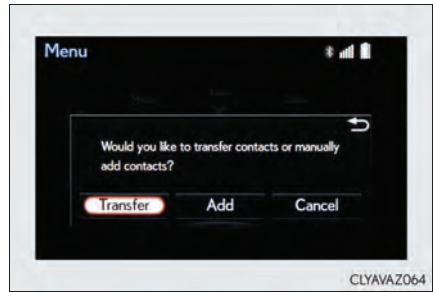 Menu
Would you like to transfer contacts or manually
add contacts?
Transfer Add Cancel
CLYAVAZ064